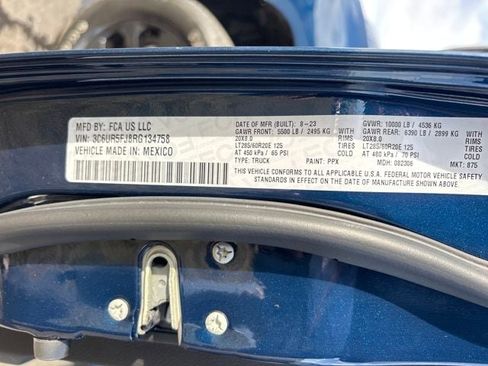 MFD BY: FCA US LLC
VIN: 3C6UR5FJ8RG134758
VEHICLE MADE IN: MEXICO
DATE OF MFR (BUILT): 8-23
GAWR FRONT: 5500 LB / 2495 KG
20X8.0 RIMS
LT285/60R20E 125 TIRES
AT 450 kPa / 65 PSI COLD
TYPE: TRUCK PAINT: PPX
GVWR: 10000 LB / 4536 KG
GAWR REAR: 6390 LB / 2899 KG
20X8.0 RIMS
LT285/60R20E 125 TIRES
AT 480 kPa / 70 PSI COLD
MDH: 082306 MKT: 875
THIS VEHICLE CONFORMS TO ALL APPLICABLE U.S.A. FEDERAL MOTOR VEHICLE SAFETY
STANDARDS IN EFFECT ON THE DATE OF MANUFACTURE SHOWN ABOVE.